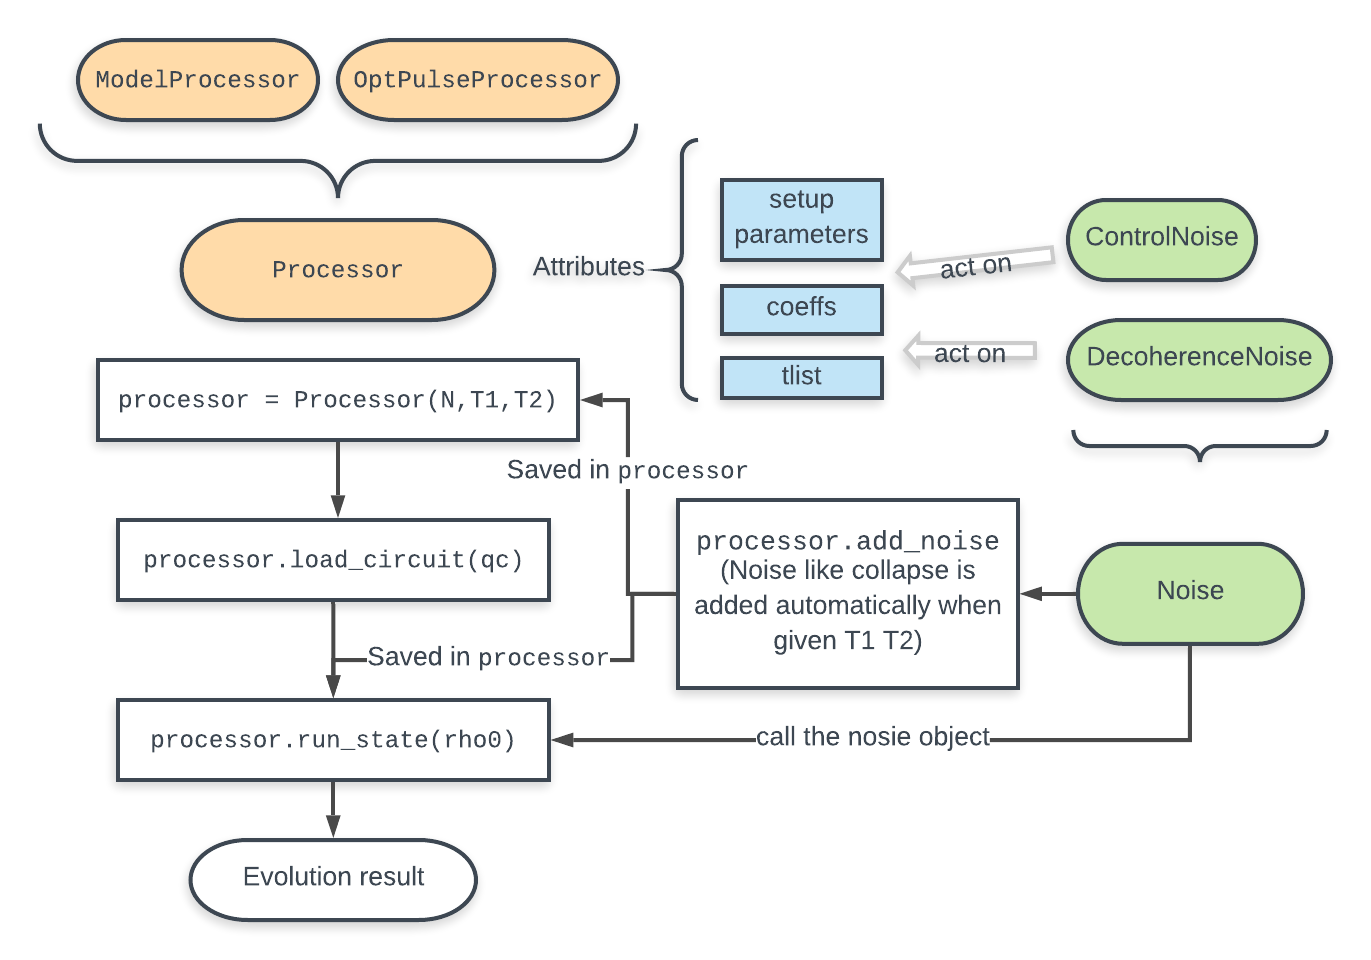 ModelProcessor
OptPulseProcessor
Processor
Attributes
setup
parameters
coeffs
tlist
act on
act on
ControlNoise
DecoherenceNoise
processor = Processor(N,T1,T2)
Saved in processor
processor.load_circuit(qc)
processor.add_noise
(Noise like collapse is
added automatically when
given T1 T2)
Noise
Saved in processor
processor.run_state(rho0)
call the nosie object
Evolution result